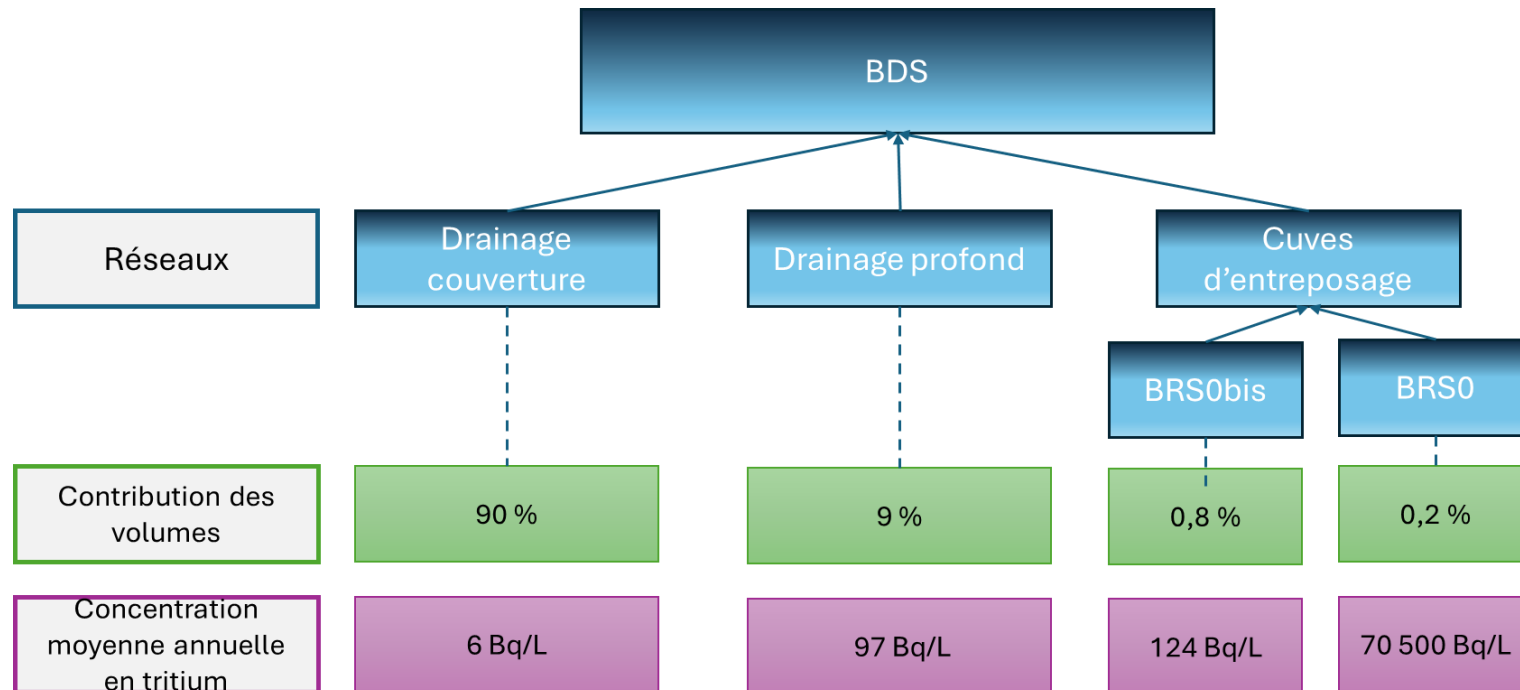 BDS
Réseaux
Drainage
couverture
Drainage profond
Cuves
d’entreposage
BRS0bis
BRS0
Contribution des
volumes
90 %
9 %
0,8 %
0,2 %
Concentration
moyenne annuelle
en tritium
6 Bq/L
97 Bq/L
124 Bq/L
70 500 Bq/L